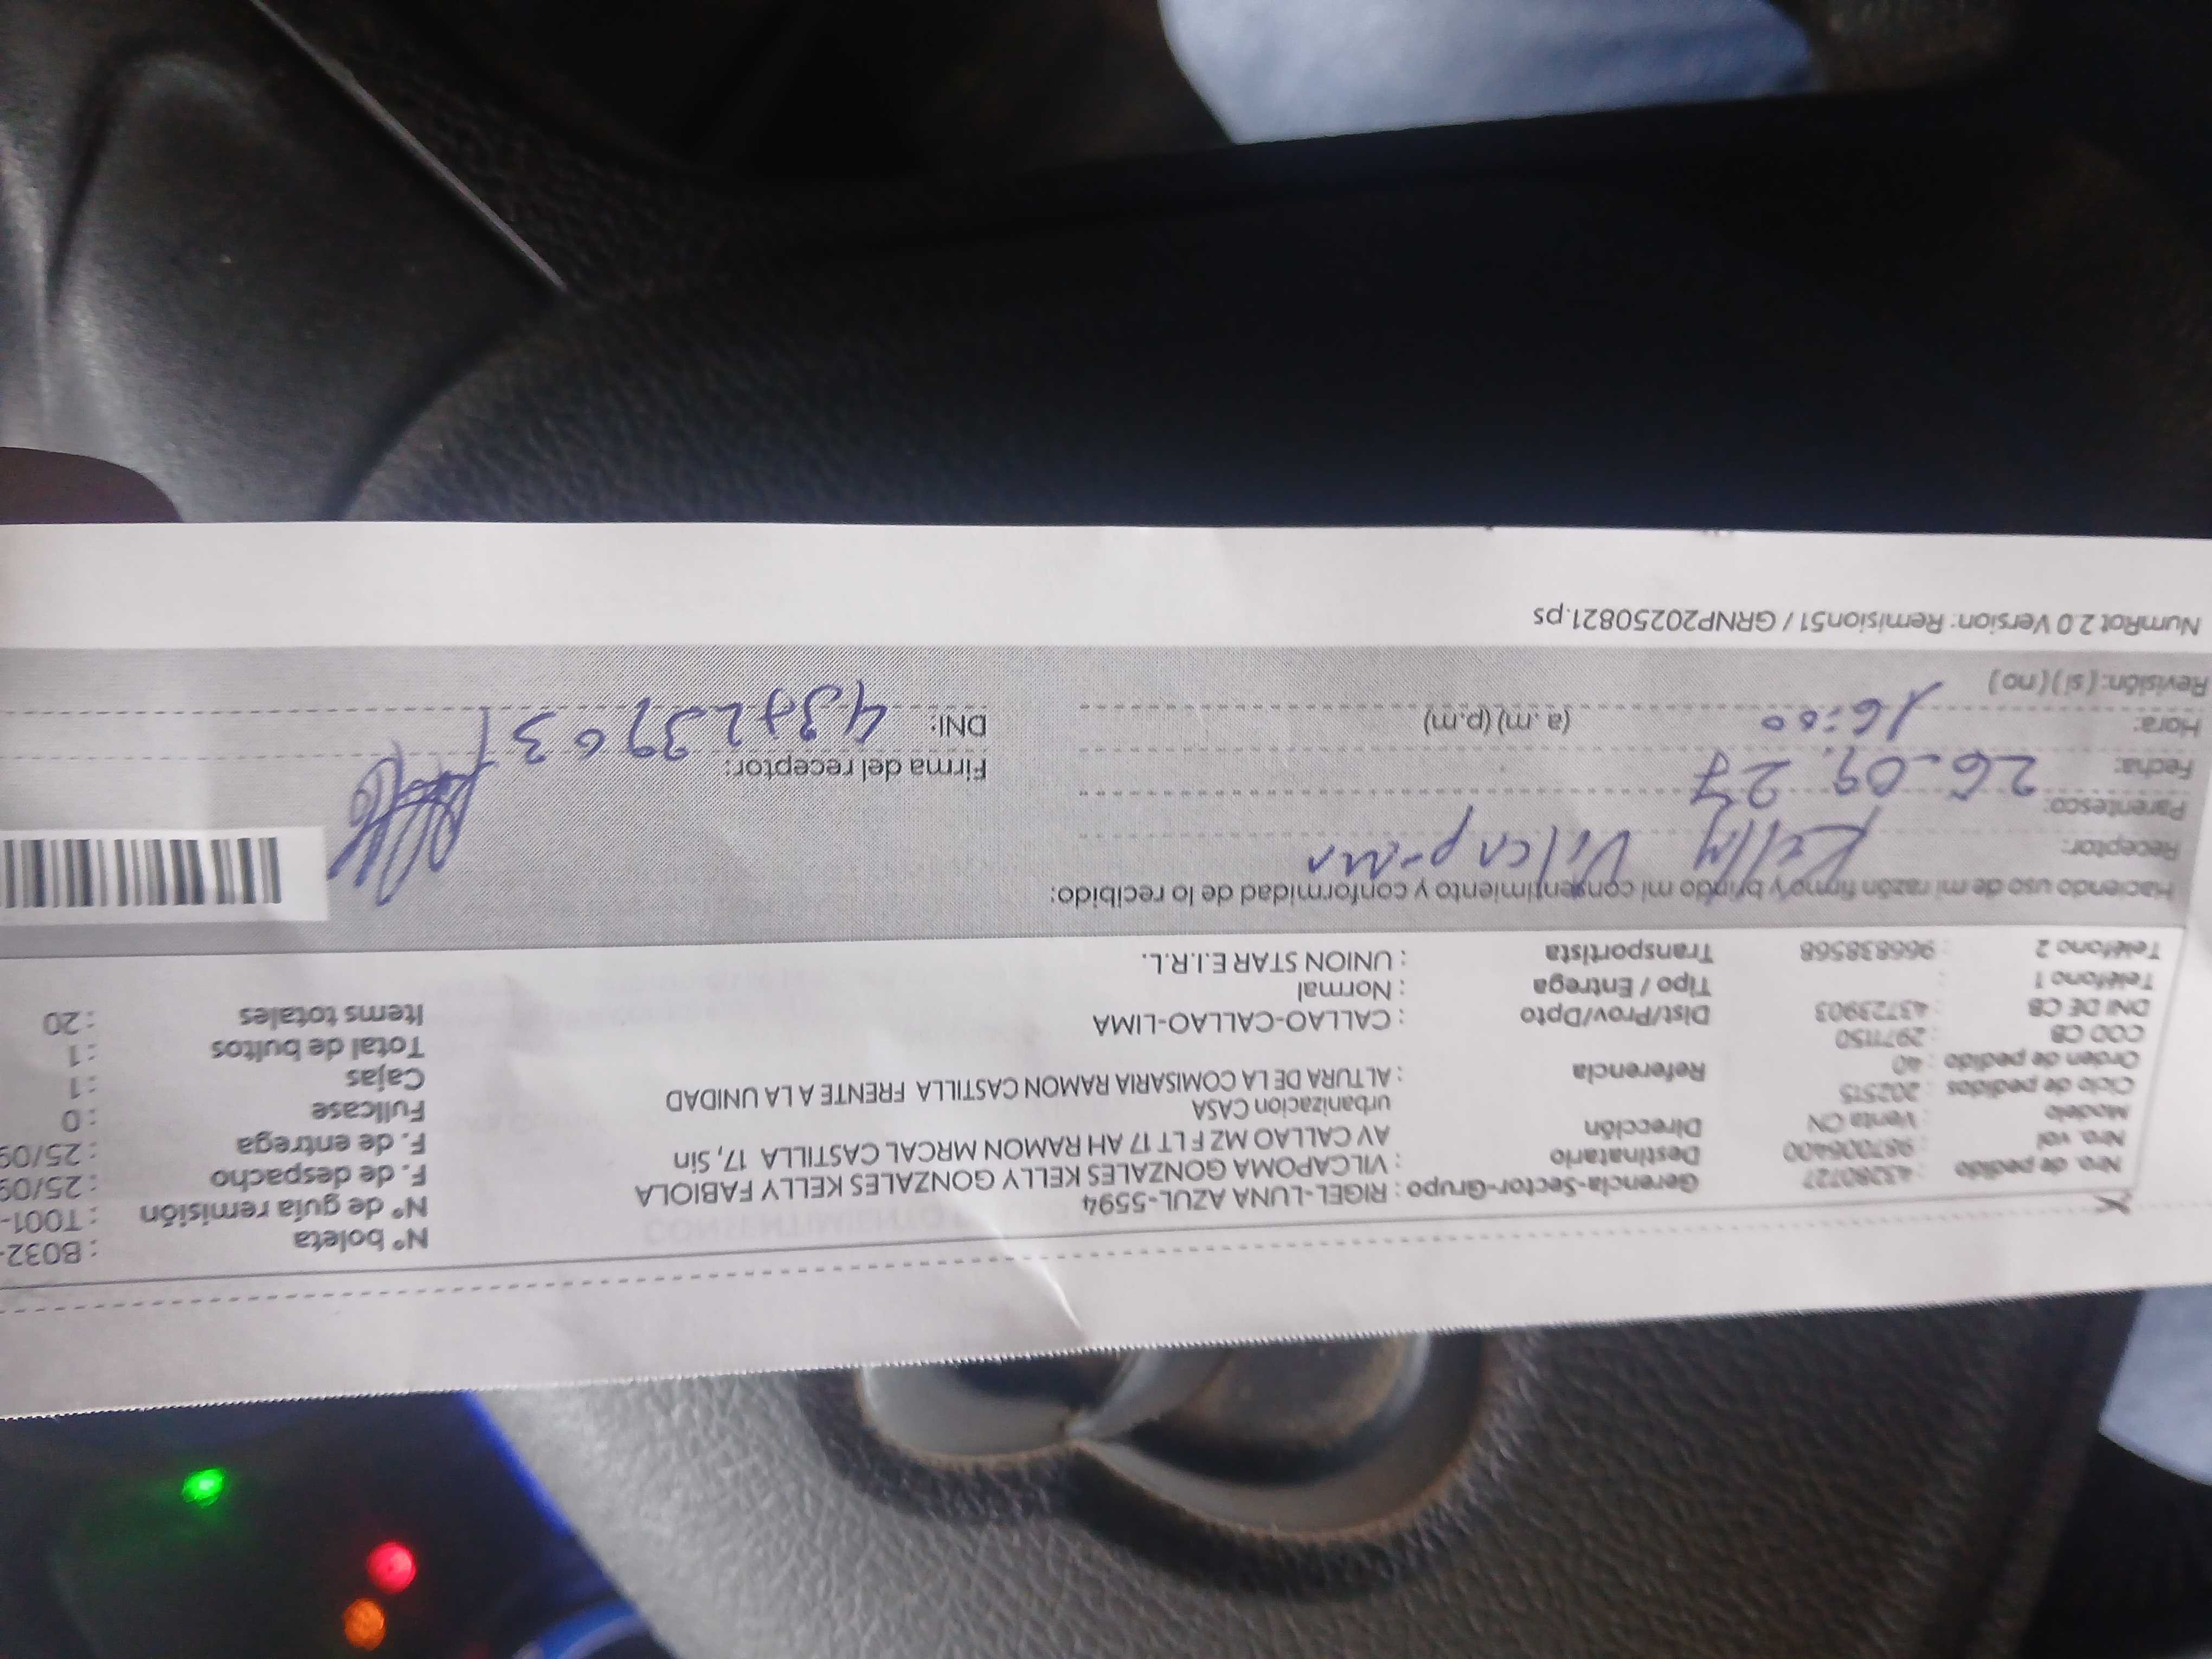 Nº boleta : B032-
Nº de guía remisión : T001-
F. de despacho : 25/09
F. de entrega : 25/09
Fullcase : 0
Cajas : 1
Total de bultos : 1
Items totales : 20
Gerencia-Sector-Grupo : RIGEL-LUNA AZUL-5594
Destinatario : VILCAPOMA GONZALES KELLY GONZALES KELLY FABIOLA
Dirección : AV CALLAO MZ F LT 17 AH RAMON MRCAL CASTILLA 17, Sin
urbanizacion CASA
Referencia : ALTURA DE LA COMISARIA RAMON CASTILLA FRENTE A LA UNIDAD
Dist/Prov/Dpto : CALLAO-CALLAO-LIMA
Tipo / Entrega : Normal
Transportista : UNION STAR E.I.R.L.
Nro. de pedido : 43280727
Nro. vol : 987006400
Modelo : Venta CN
Ciclo de pedidos : 202515
Orden de pedido : 40
COD CB : 2971150
DNI DE CB : 43723903
Teléfono 1 :
Teléfono 2 : 966838568
Haciendo uso de mi razón firmo y brindo mi consentimiento y conformidad de lo recibido:
Receptor: Kelly
Parentesco:
Fecha: 26-09.27
Hora: 16:00 (a.m) (p.m)
Revisión: (si) (no)
Firma del receptor:
DNI:
NumRot 2.0 Version: Remision51 / GRNP20250821.ps